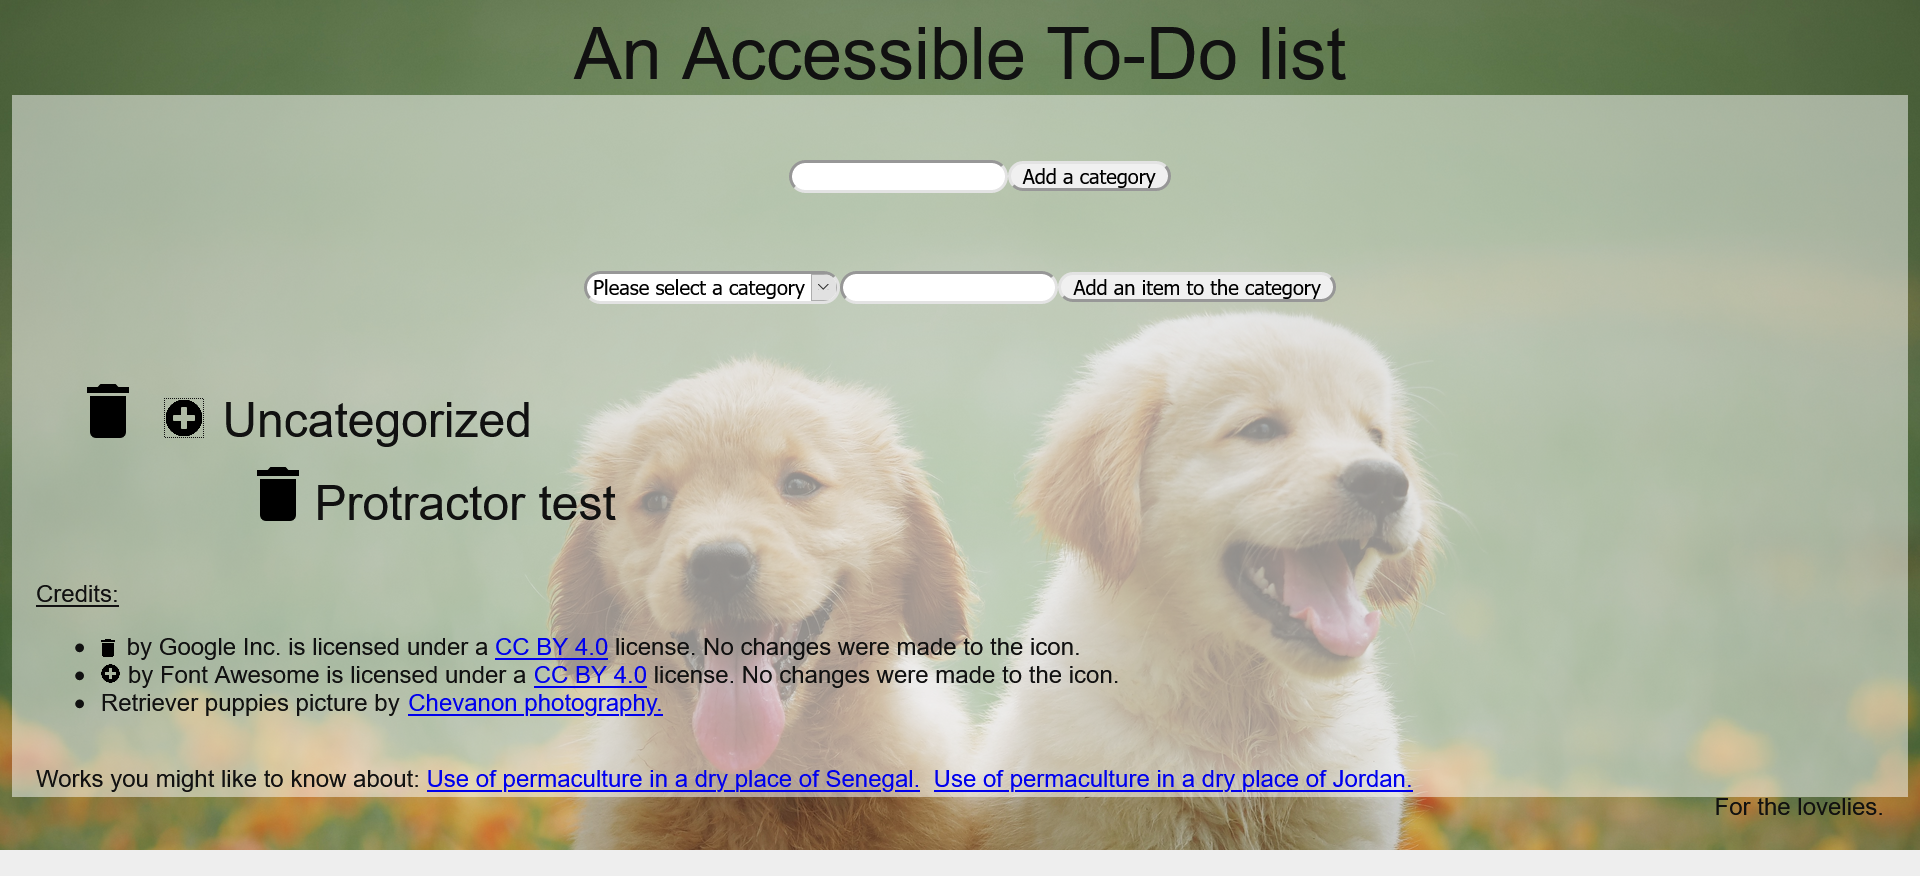 An Accessible To-Do list
Add a category
Please select a category Add an item to the category
Uncategorized
Protractor test
Credits:
by Google Inc. is licensed under a CC BY 4.0 license. No changes were made to the icon.
by Font Awesome is licensed under a CC BY 4.0 license. No changes were made to the icon.
Retriever puppies picture by Chevanon photography.
Works you might like to know about: Use of permaculture in a dry place of Senegal. Use of permaculture in a dry place of Jordan.
For the lovelies.